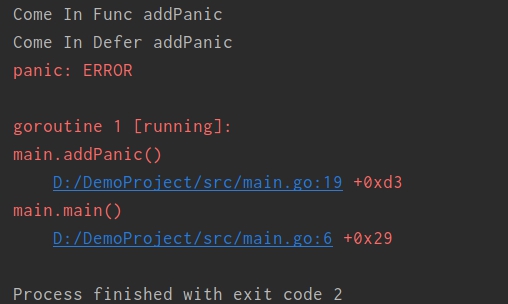 Come In Func addPanic
Come In Defer addPanic
panic: ERROR
goroutine 1 [running]:
main.addPanic()
D:/DemoProject/src/main.go:19 +0xd3
main.main()
D:/DemoProject/src/main.go:6 +0x29
Process finished with exit code 2